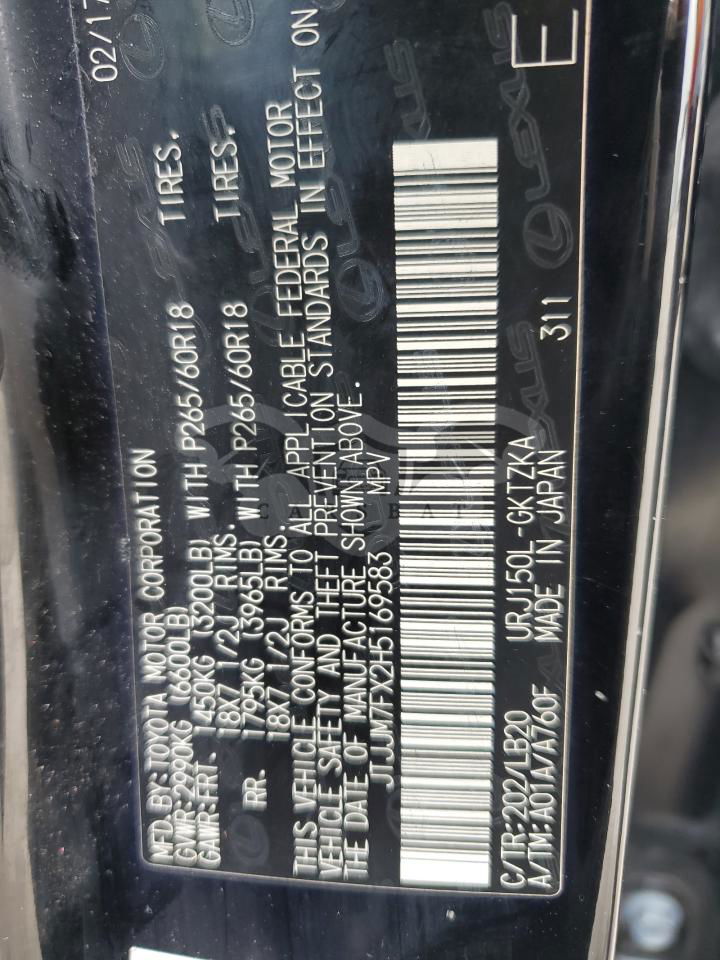 MFD.BY:TOYOTA MOTOR CORPORATION 02/17
GVWR:2990KG (6600LB)
GAWR:FRT. 1450KG (3200LB) WITH P265/60R18 TIRES.
18X7 1/2J RIMS.
RR. 1795KG (3965LB) WITH P265/60R18 TIRES.
18X7 1/2J RIMS.
THIS VEHICLE CONFORMS TO ALL APPLICABLE FEDERAL MOTOR
VEHICLE SAFETY AND THEFT PREVENTION STANDARDS IN EFFECT ON
THE DATE OF MANUFACTURE SHOWN ABOVE.
JTJJM7FX2H5169583 MPV
C/TR:202/LB20 URJ150L-GKTZKA 311 E
A/TM:A01A/A760F MADE IN JAPAN
LEXUS